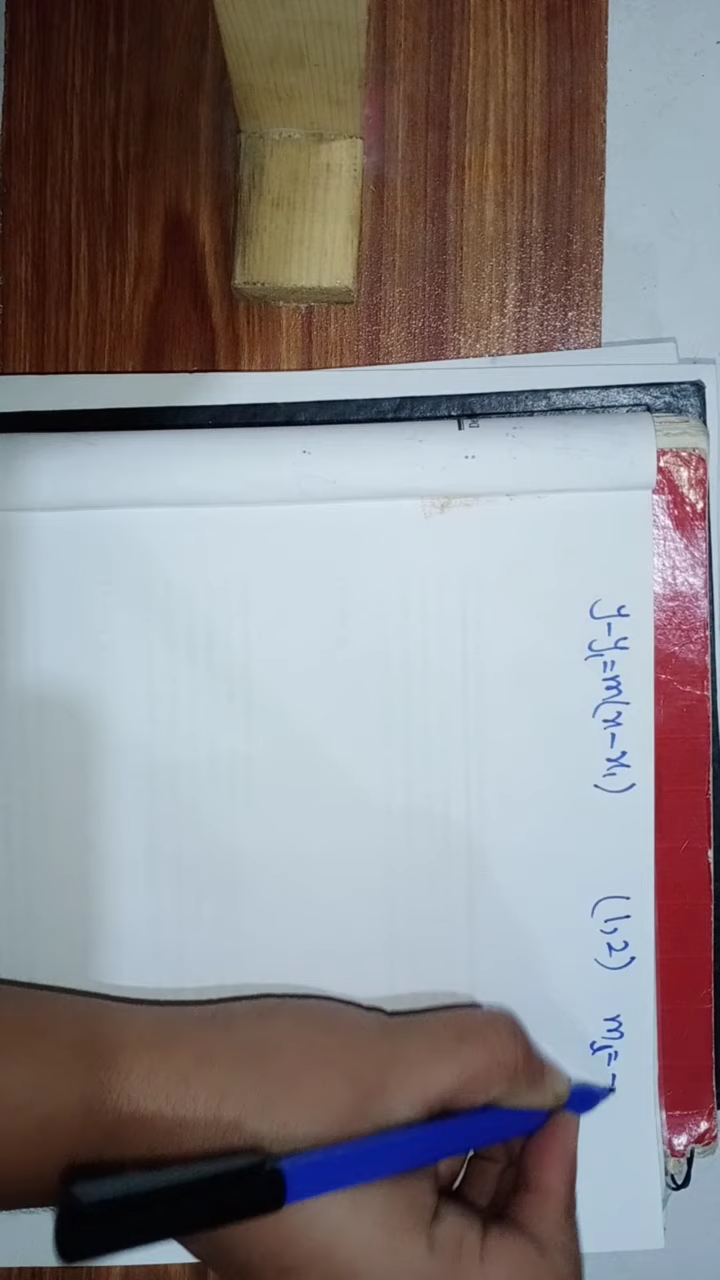 y-y₁=m(x-x₁) (1,2) m =-